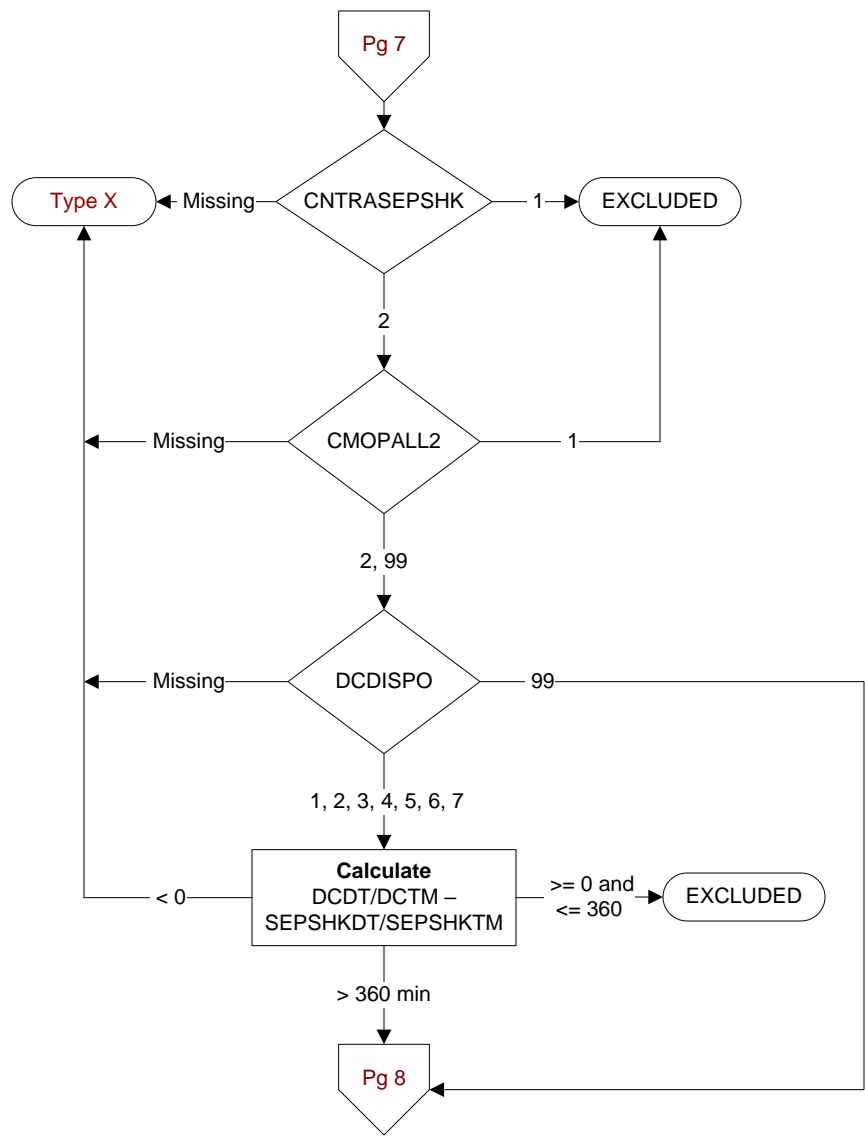 Pg 7
Type X
Missing
CNTRASEPSHK
1
EXCLUDED
2
Missing
CMOPALL2
1
2, 99
Missing
DCDISPO
99
1, 2, 3, 4, 5, 6, 7
< 0
Calculate
DCDT/DCTM –
SEPSHKDT/SEPSHKTM
>= 0 and
<= 360
EXCLUDED
> 360 min
Pg 8